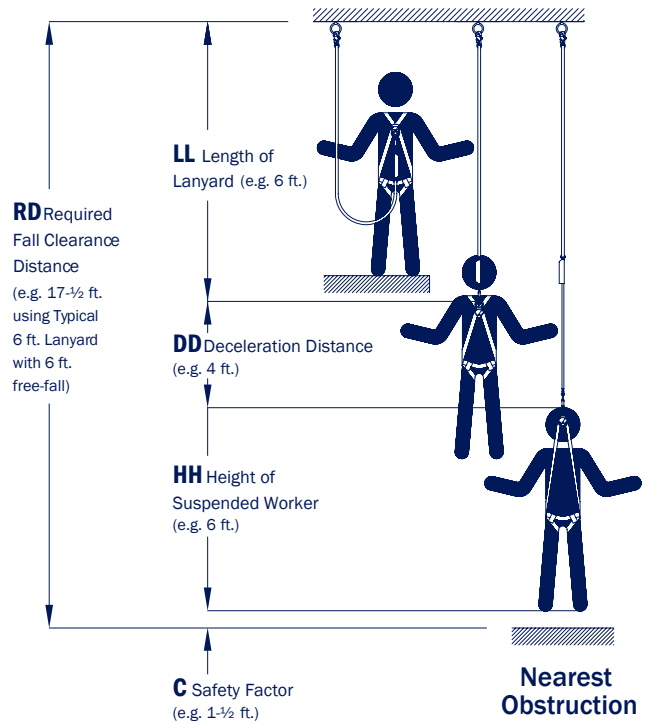 LL Length of
Lanyard (e.g. 6 ft.)
RD Required
Fall Clearance
Distance
(e.g. 17-½ ft.
using Typical
6 ft. Lanyard
with 6 ft.
free-fall)
DD Deceleration Distance
(e.g. 4 ft.)
HH Height of
Suspended Worker
(e.g. 6 ft.)
C Safety Factor
(e.g. 1-½ ft.)
Nearest
Obstruction